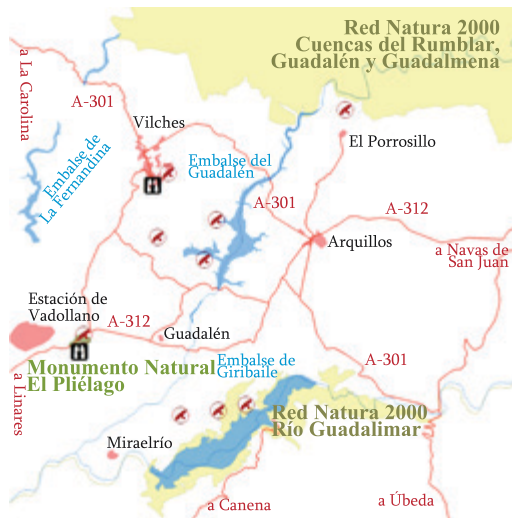 Red Natura 2000
Cuencas del Rumblar,
Guadalén y Guadalmena
a La Carolina
A-301
Vilches
El Porrosillo
Embalse de
La Fernandina
Embalse del
Guadalén
A-301
A-312
Arquillos
a Navas de
San Juan
Estación de
Vadollano
A-312
Guadalén
A-301
Monumento Natural
El Pliélago
Embalse de
Giribaile
a Linares
Red Natura 2000
Río Guadalimar
Miraelrío
a Canena
a Úbeda